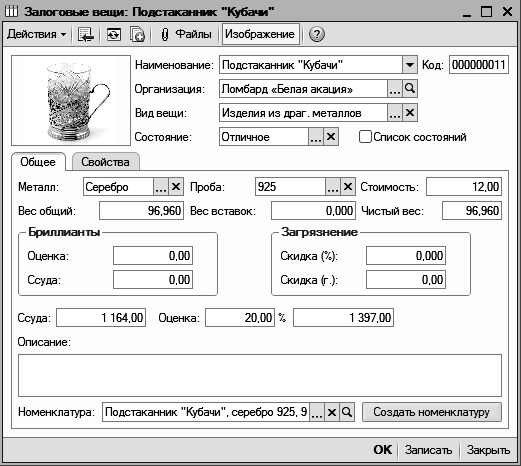 Залоговые вещи: Подстаканник "Кубачи"
Действия Файлы Изображение ?
Наименование: Подстаканник "Кубачи" Код: 000000011
Организация: Ломбард «Белая акация» ...
Вид вещи: Изделия из драг. металлов ...
Состояние: Отличное ... Список состояний
Общее Свойства
Металл: Серебро ... Проба: 925 ... Стоимость: 12,00
Вес общий: 96,960 Вес вставок: 0,000 Чистый вес: 96,960
Бриллианты Загрязнение
Оценка: 0,00 Скидка (%): 0,000
Ссуда: 0,00 Скидка (г.): 0,00
Ссуда: 1 164,00 Оценка: 20,00 % 1 397,00
Описание:
Номенклатура: Подстаканник "Кубачи", серебро 925, 9 ... Создать номенклатуру
OK Записать Закрыть